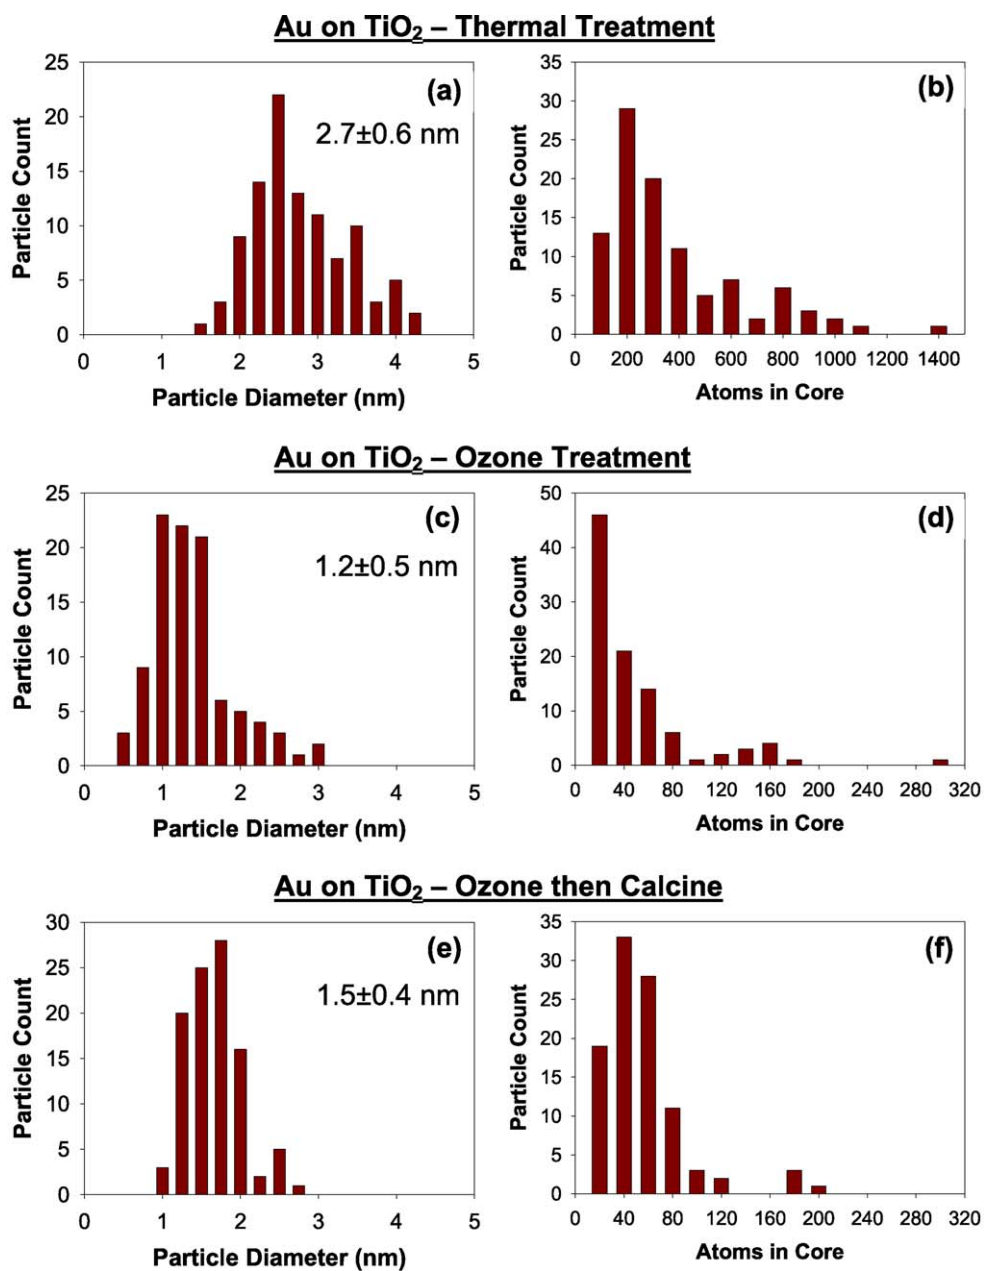 Au on TiO2 – Thermal Treatment
25
20
15
10
5
0
0 1 2 3 4 5
Particle Count
Particle Diameter (nm)
(a)
2.7±0.6 nm
35
30
25
20
15
10
5
0
0 200 400 600 800 1000 1200 1400
Particle Count
Atoms in Core
(b)
Au on TiO2 – Ozone Treatment
25
20
15
10
5
0
0 1 2 3 4 5
Particle Count
Particle Diameter (nm)
(c)
1.2±0.5 nm
50
40
30
20
10
0
0 40 80 120 160 200 240 280 320
Particle Count
Atoms in Core
(d)
Au on TiO2 – Ozone then Calcine
30
25
20
15
10
5
0
0 1 2 3 4 5
Particle Count
Particle Diameter (nm)
(e)
1.5±0.4 nm
35
30
25
20
15
10
5
0
0 40 80 120 160 200 240 280 320
Particle Count
Atoms in Core
(f)